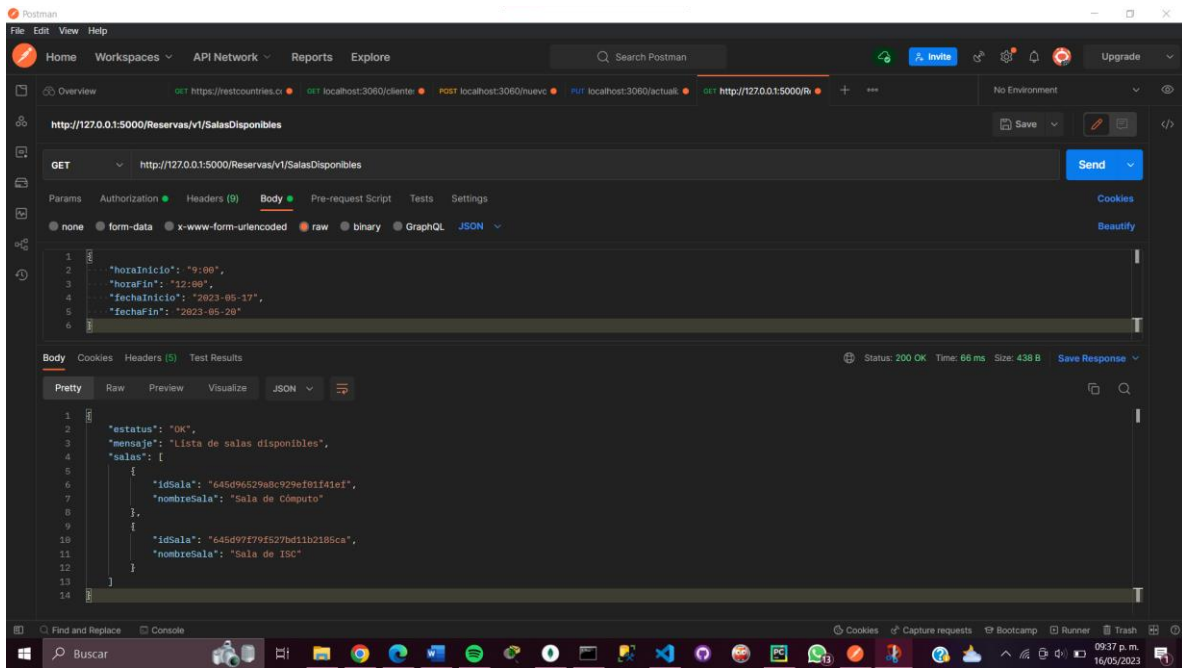 Postman
File Edit View Help
Home Workspaces API Network Reports Explore Search Postman Invite Upgrade
Overview GET https://restcountries.co GET localhost:3060/cliente: POST localhost:3060/nuevo PUT localhost:3060/actuali: GET http://127.0.0.1:5000/Re No Environment
http://127.0.0.1:5000/Reservas/v1/SalasDisponibles Save
GET http://127.0.0.1:5000/Reservas/v1/SalasDisponibles Send
Params Authorization Headers (9) Body Pre-request Script Tests Settings Cookies
none form-data x-www-form-urlencoded raw binary GraphQL JSON Beautify
1 {
2 "horaInicio": "9:00",
3 "horaFin": "12:00",
4 "fechaInicio": "2023-05-17",
5 "fechaFin": "2023-05-20"
6 }
Body Cookies Headers (5) Test Results Status: 200 OK Time: 66 ms Size: 438 B Save Response
Pretty Raw Preview Visualize JSON
1 {
2 "estatus": "OK",
3 "mensaje": "Lista de salas disponibles",
4 "salas": [
5 {
6 "idSala": "645d96529a8c929ef01f41ef",
7 "nombreSala": "Sala de Cómputo"
8 },
9 {
10 "idSala": "645d97f79f527bd11b2185ca",
11 "nombreSala": "Sala de ISC"
12 }
13 ]
14 }
Find and Replace Console Cookies Capture requests Bootcamp Runner Trash
Buscar 09:37 p. m.
16/05/2023